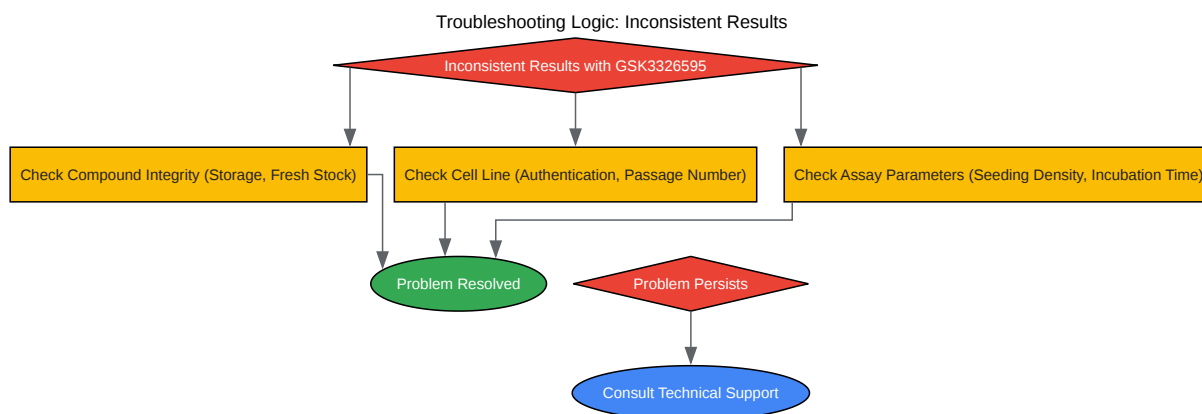 Troubleshooting Logic: Inconsistent Results
Inconsistent Results with GSK3326595
Check Compound Integrity (Storage, Fresh Stock)
Check Cell Line (Authentication, Passage Number)
Check Assay Parameters (Seeding Density, Incubation Time)
Problem Resolved
Problem Persists
Consult Technical Support